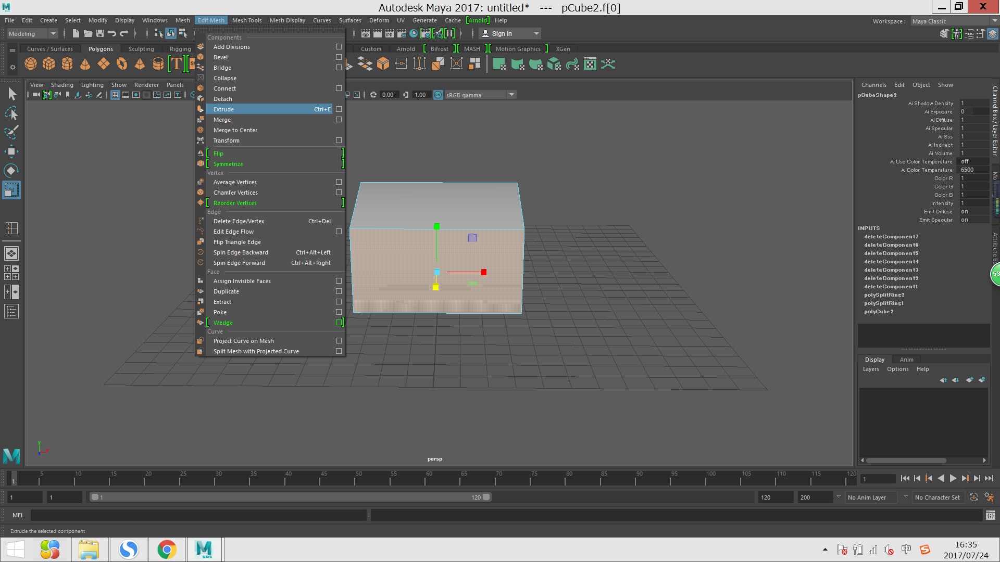 Autodesk Maya 2017: untitled* --- pCube2.f[0]
File Edit Create Select Modify Display Windows Mesh Edit Mesh Mesh Tools Mesh Display Curves Surfaces Deform UV Generate Cache [Arnold] Help
Workspace : Maya Classic
Modeling
Sign In
Curves / Surfaces Polygons Sculpting Rigging
Custom Arnold Bifrost MASH Motion Graphics XGen
View Shading Lighting Show Renderer Panels
0.00 1.00 ON sRGB gamma
Components
Add Divisions
Bevel
Bridge
Collapse
Connect
Detach
Extrude Ctrl+E
Merge
Merge to Center
Transform
Flip
Symmetrize
Vertex
Average Vertices
Chamfer Vertices
Reorder Vertices
Edge
Delete Edge/Vertex Ctrl+Del
Edit Edge Flow
Flip Triangle Edge
Spin Edge Backward Ctrl+Alt+Left
Spin Edge Forward Ctrl+Alt+Right
Face
Assign Invisible Faces
Duplicate
Extract
Poke
Wedge
Curve
Project Curve on Mesh
Split Mesh with Projected Curve
y
x
z
persp
Channels Edit Object Show
pCubeShape2
Ai Shadow Density 1
Ai Exposure 0
Ai Diffuse 1
Ai Specular 1
Ai Sss 1
Ai Indirect 1
Ai Volume 1
Ai Use Color Temperature off
Ai Color Temperature 6500
Color R 1
Color G 1
Color B 1
Intensity 1
Emit Diffuse on
Emit Specular on
INPUTS
deleteComponent7
deleteComponent6
deleteComponent5
deleteComponent4
deleteComponent3
deleteComponent2
deleteComponent1
polySplitRing2
polySplitRing1
polyCube2
Channel Box / Layer Editor
53
Display Anim
Layers Options Help
1 5 10 15 20 25 30 35 40 45 50 55 60 65 70 75 80 85 90 95 100 105 110 115 120
1
1 1 1 120 120 200 No Anim Layer No Character Set
MEL
Extrude the selected component
MAYA
中
16:35
2017/07/24